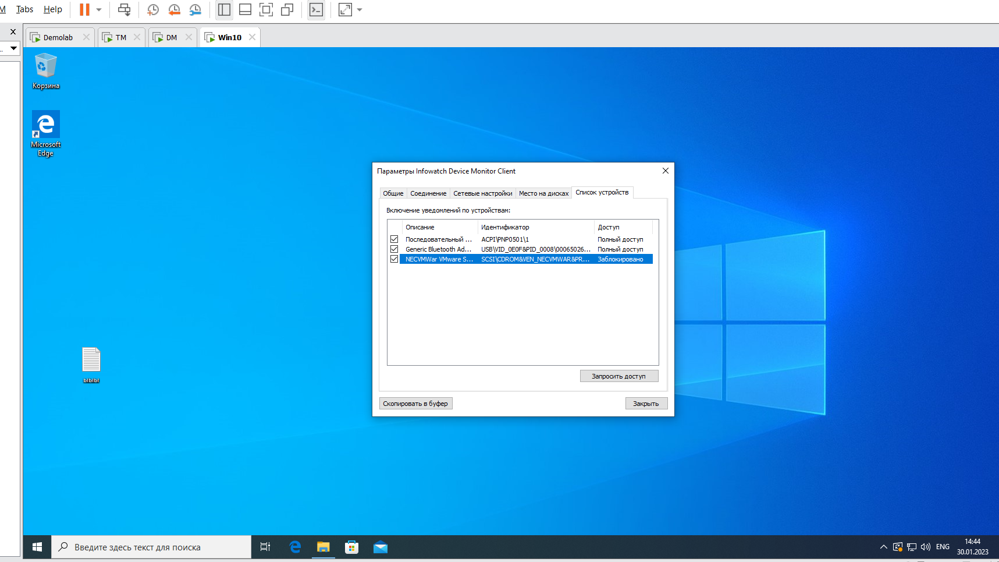 M Tabs Help
Demolab TM DM Win10
Корзина
Microsoft
Edge
ыыы
Параметры Infowatch Device Monitor Client
Общие Соединение Сетевые настройки Место на дисках Список устройств
Включение уведомлений по устройствам:
Описание Идентификатор Доступ
Последовательный ... ACPI\PNP0501\1 Полный доступ
Generic Bluetooth Ad... USB\VID_0E0F&PID_0008\00065026... Полный доступ
NECVMWar VMware S... SCSI\CDROM&VEN_NECVMWAR&PR... Заблокировано
Запросить доступ
Скопировать в буфер Закрыть
Введите здесь текст для поиска
ENG
14:44
30.01.2023